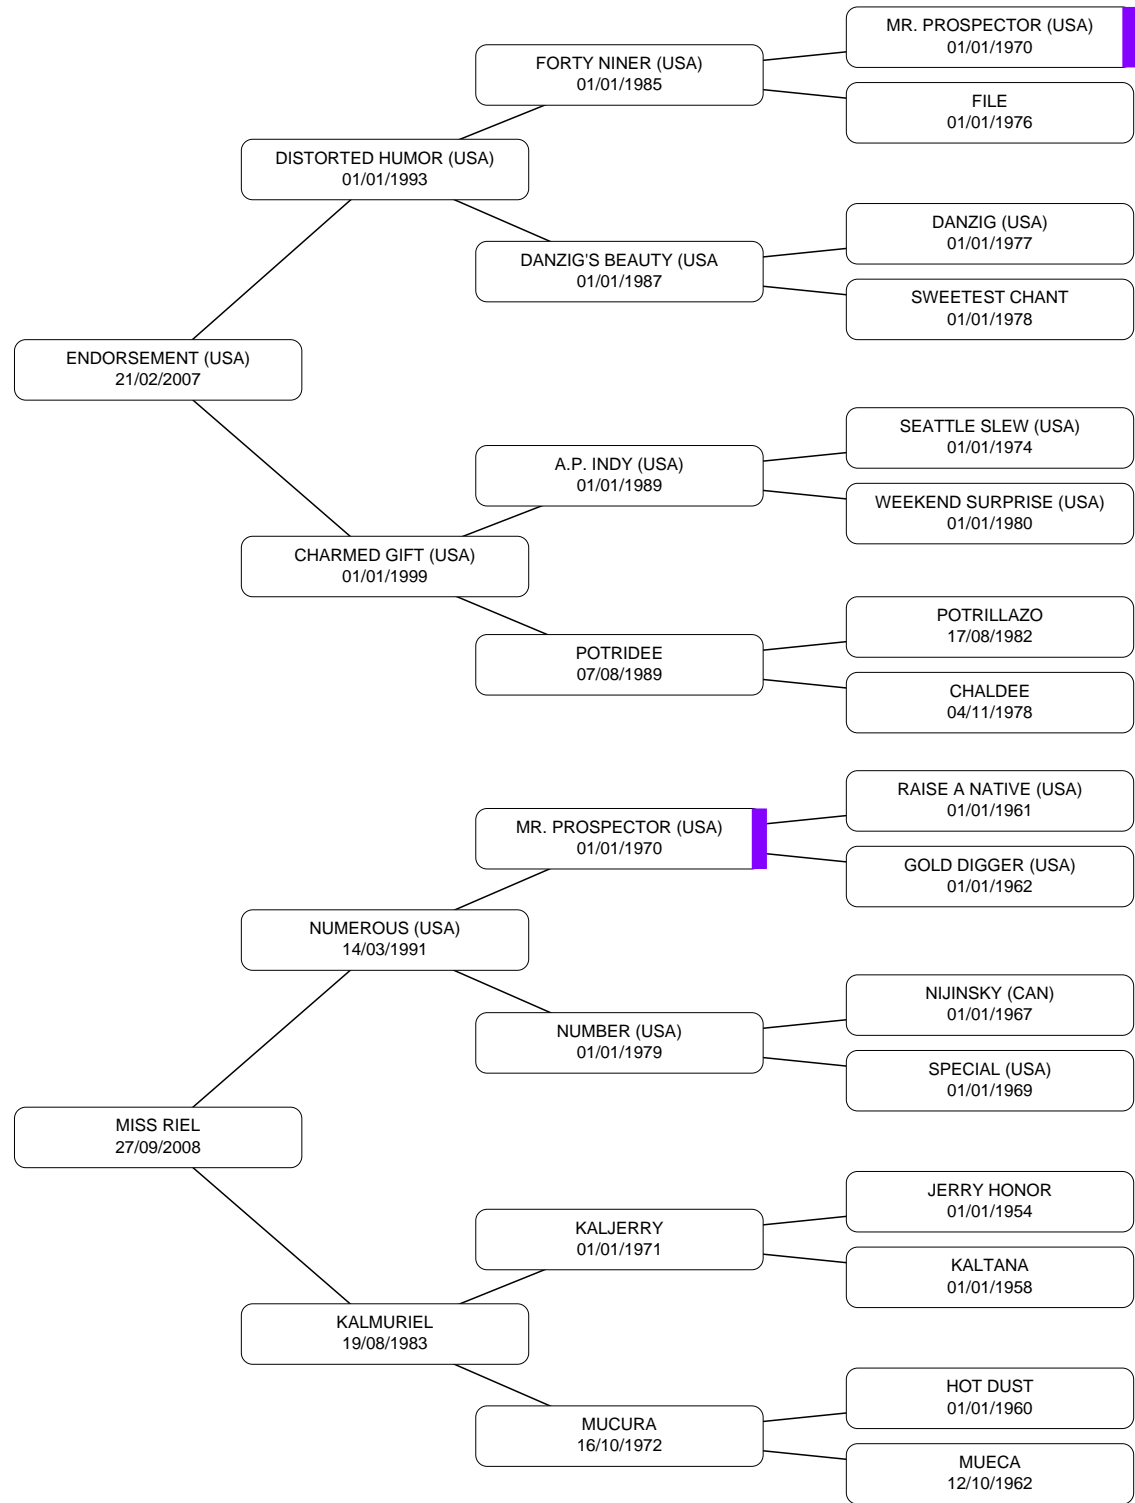 MR. PROSPECTOR (USA)
01/01/1970
FORTY NINER (USA)
01/01/1985
FILE
01/01/1976
DISTORTED HUMOR (USA)
01/01/1993
DANZIG (USA)
01/01/1977
DANZIG'S BEAUTY (USA
01/01/1987
SWEETEST CHANT
01/01/1978
ENDORSEMENT (USA)
21/02/2007
SEATTLE SLEW (USA)
01/01/1974
A.P. INDY (USA)
01/01/1989
WEEKEND SURPRISE (USA)
01/01/1980
CHARMED GIFT (USA)
01/01/1999
POTRILLAZO
17/08/1982
POTRIDEE
07/08/1989
CHALDEE
04/11/1978
RAISE A NATIVE (USA)
01/01/1961
MR. PROSPECTOR (USA)
01/01/1970
GOLD DIGGER (USA)
01/01/1962
NUMEROUS (USA)
14/03/1991
NIJINSKY (CAN)
01/01/1967
NUMBER (USA)
01/01/1979
SPECIAL (USA)
01/01/1969
MISS RIEL
27/09/2008
JERRY HONOR
01/01/1954
KALJERRY
01/01/1971
KALTANA
01/01/1958
KALMURIEL
19/08/1983
HOT DUST
01/01/1960
MUCURA
16/10/1972
MUECA
12/10/1962